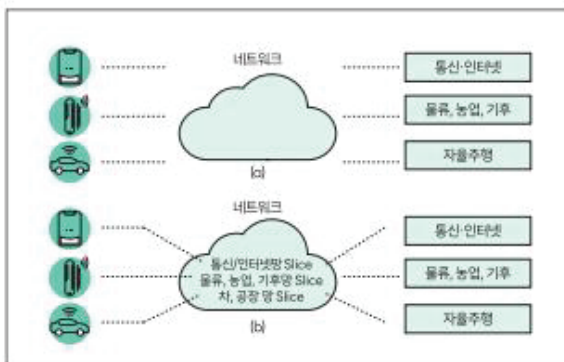 네트워크
통신·인터넷
물류, 농업, 기후
자율주행
(a)
네트워크
통신/인터넷망 Slice
물류, 농업, 기후망 Slice
차, 공장 망 Slice
통신·인터넷
물류, 농업, 기후
자율주행
(b)